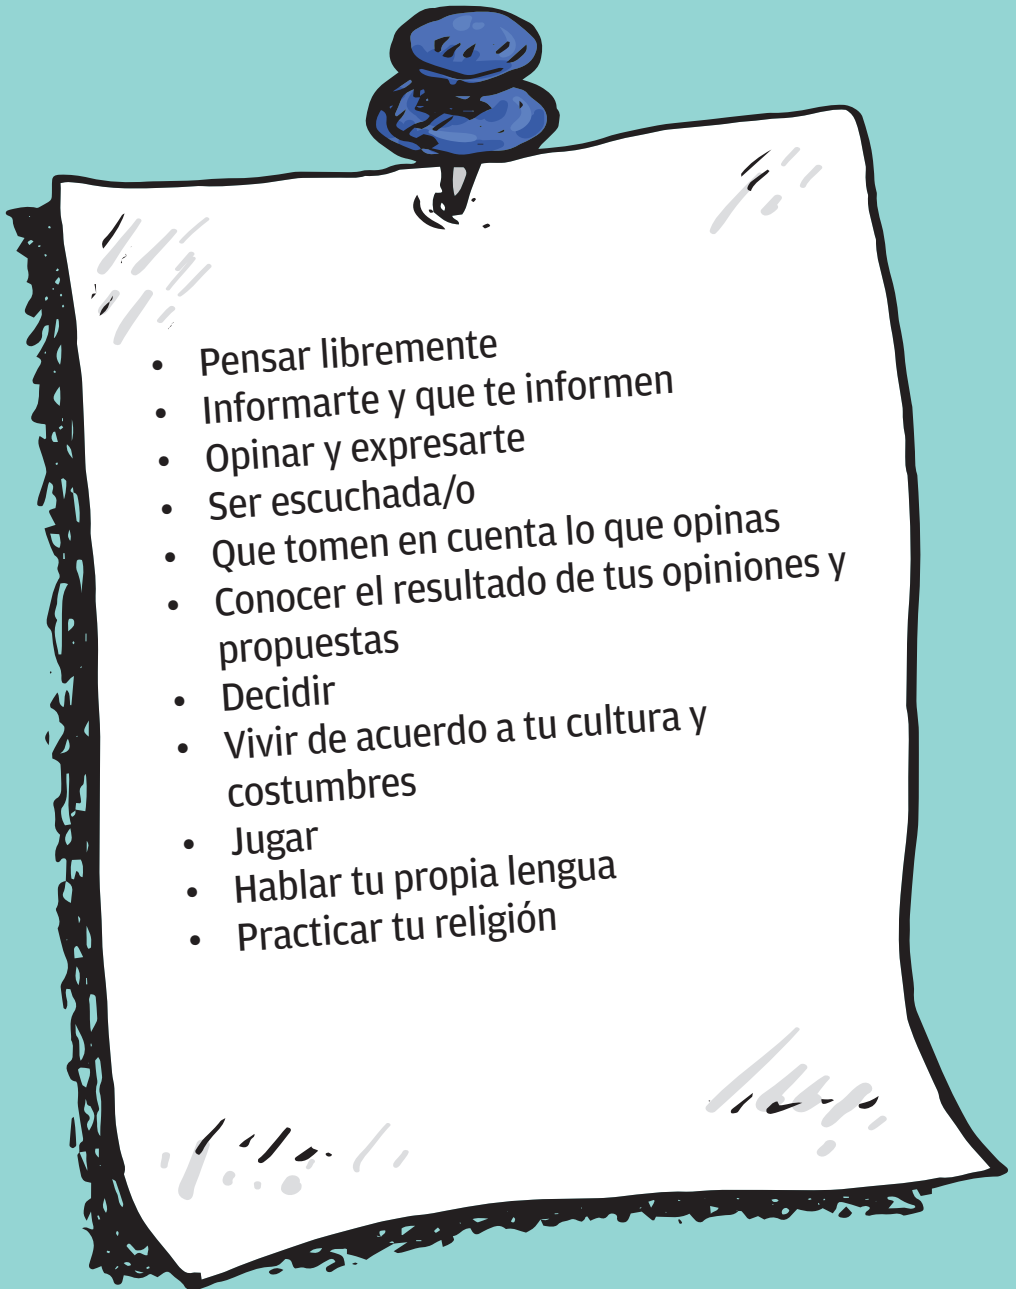 • Pensar libremente
• Informarte y que te informen
• Opinar y expresarte
• Ser escuchada/o
• Que tomen en cuenta lo que opinas
• Conocer el resultado de tus opiniones y
propuestas
• Decidir
• Vivir de acuerdo a tu cultura y
costumbres
• Jugar
• Hablar tu propia lengua
• Practicar tu religión